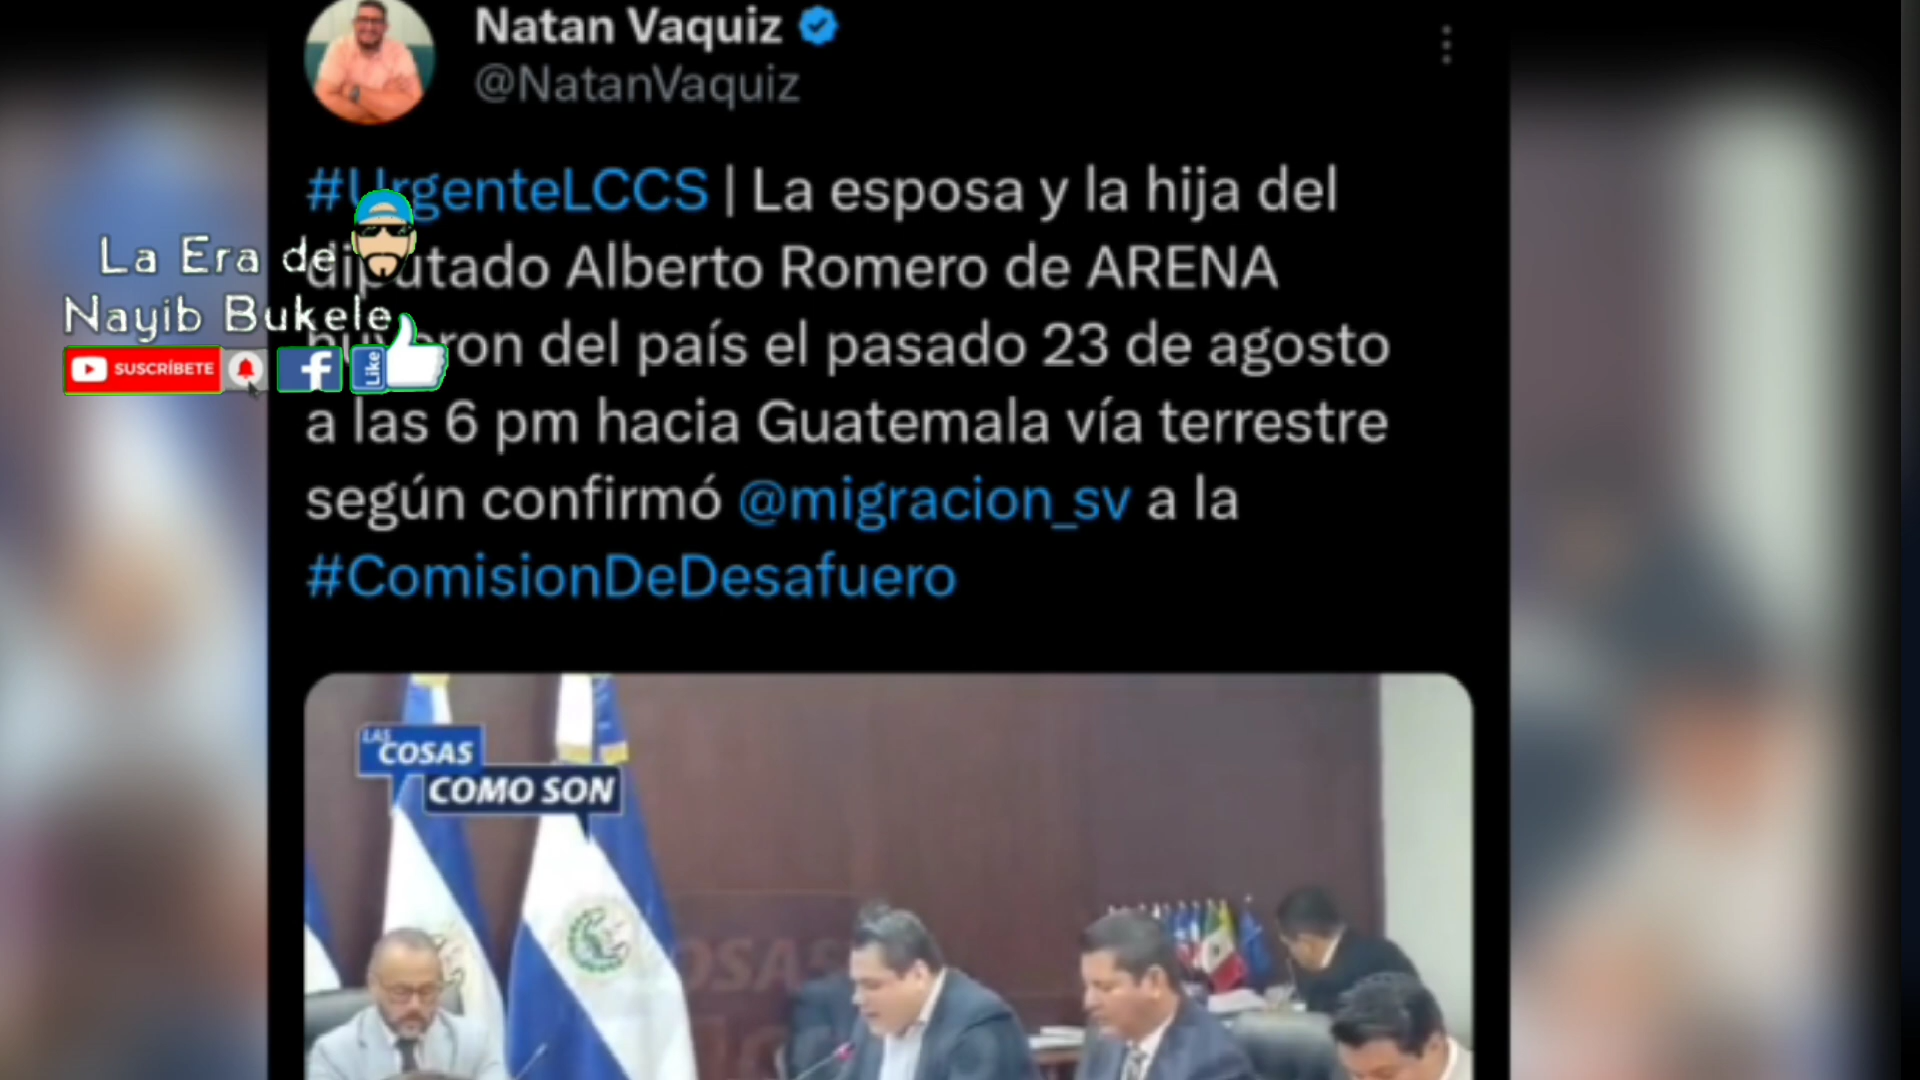 Natan Vaquiz
@NatanVaquiz
#UrgenteLCCS | La esposa y la hija del
diputado Alberto Romero de ARENA
del país el pasado 23 de agosto
a las 6 pm hacia Guatemala vía terrestre
según confirmó @migracion_sv a la
#ComisionDeDesafuero
La Era de
Nayib Bukele
SUSCRÍBETE
Like
LAS
COSAS
COMO SON